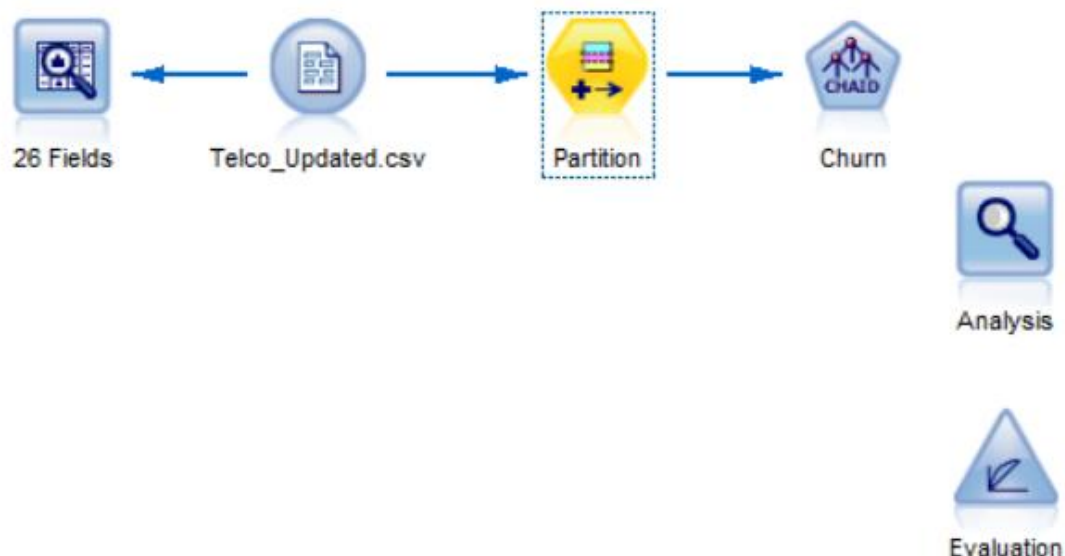 CHAID
26 Fields
Telco_Updated.csv
Partition
Churn
Analysis
Evaluation